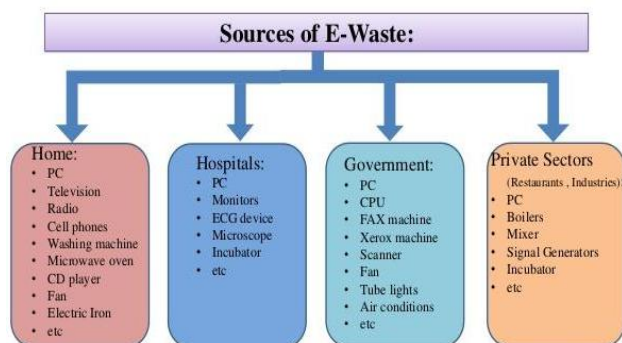 Sources of E-Waste:
Home:
• PC
• Television
• Radio
• Cell phones
• Washing machine
• Microwave oven
• CD player
• Fan
• Electric Iron
• etc
Hospitals:
• PC
• Monitors
• ECG device
• Microscope
• Incubator
• etc
Government:
• PC
• CPU
• FAX machine
• Xerox machine
• Scanner
• Fan
• Tube lights
• Air conditions
• etc
Private Sectors
(Restaurants , Industries):
• PC
• Boilers
• Mixer
• Signal Generators
• Incubator
• etc